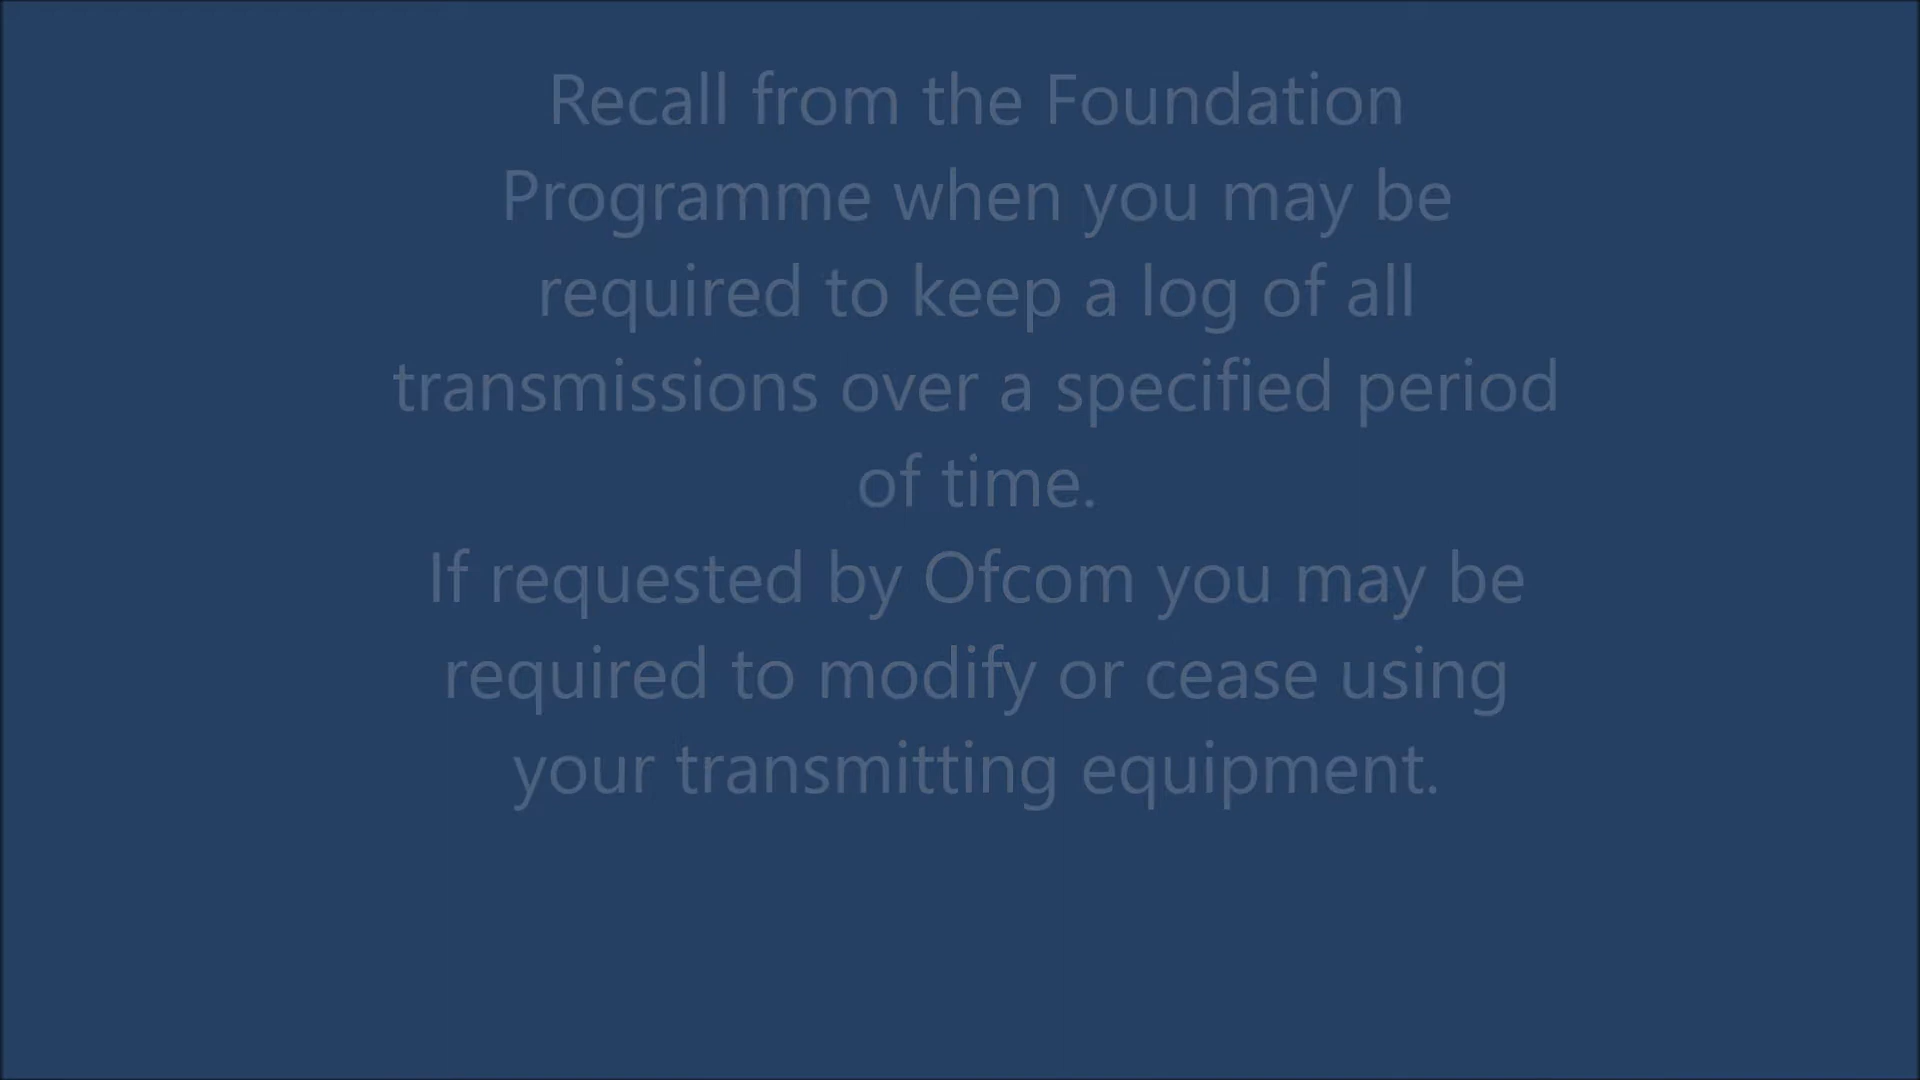 Recall from the Foundation
Programme when you may be
required to keep a log of all
transmissions over a specified period
of time.
If requested by Ofcom you may be
required to modify or cease using
your transmitting equipment.